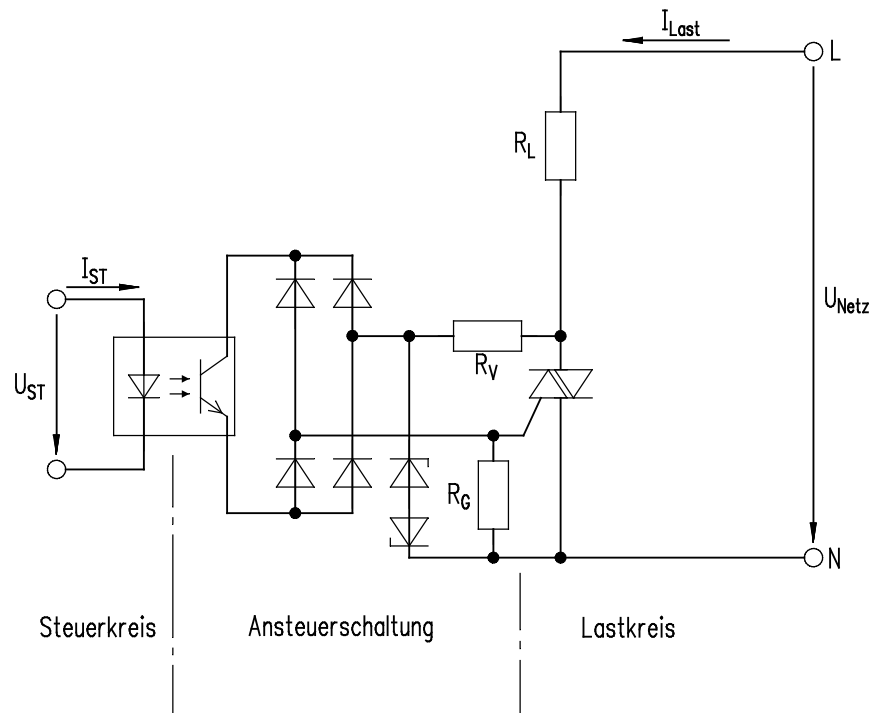 I_Last
L
R_L
I_ST
U_Netz
R_V
U_ST
R_G
N
Steuerkreis Ansteuerschaltung Lastkreis